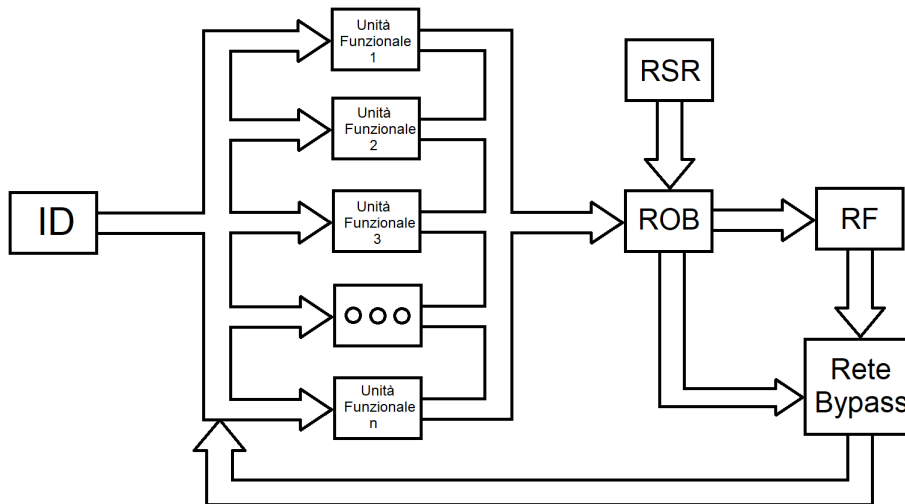 Unità
Funzionale
1
RSR
Unità
Funzionale
2
ID
Unità
Funzionale
3
ROB
RF
Rete
Bypass
Unità
Funzionale
n